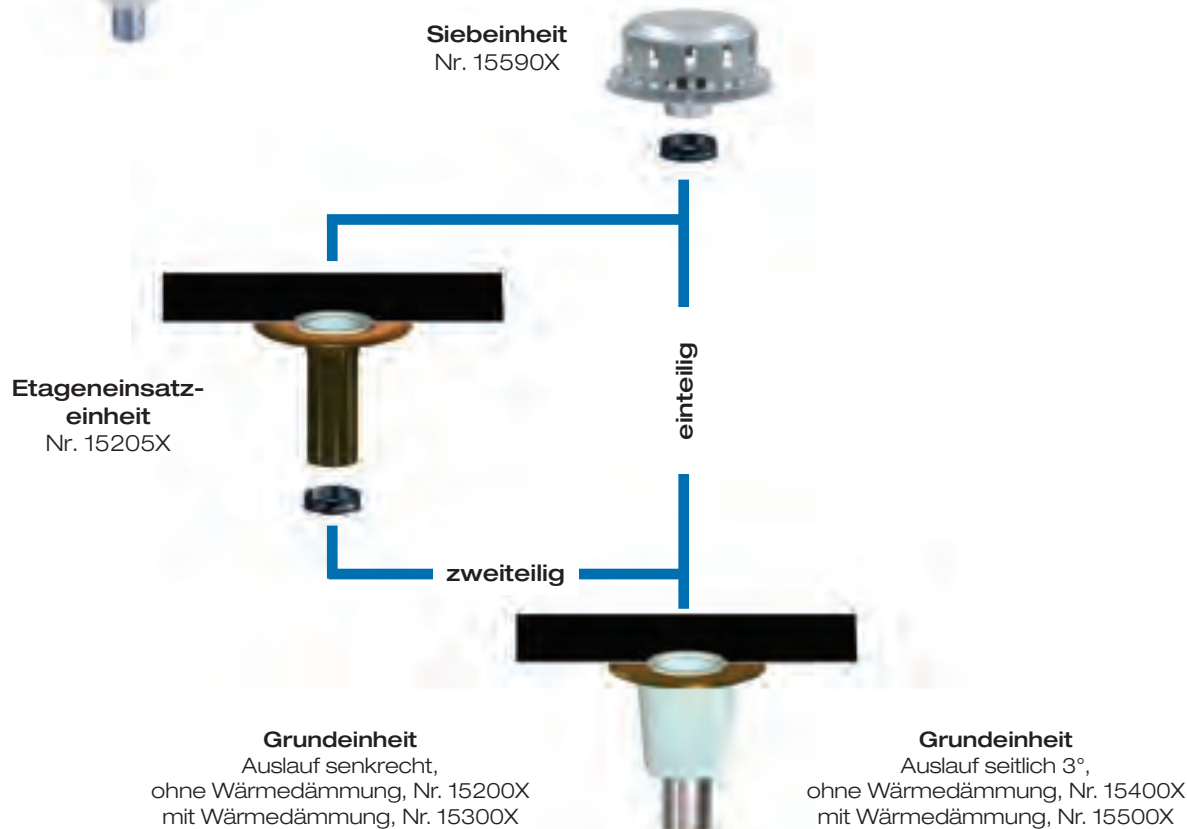 Siebeinheit
Nr. 15590X
einteilig
Etageneinsatz-
einheit
Nr. 15205X
zweiteilig
Grundeinheit
Auslauf senkrecht,
ohne Wärmedämmung, Nr. 15200X
mit Wärmedämmung, Nr. 15300X
Grundeinheit
Auslauf seitlich 3°,
ohne Wärmedämmung, Nr. 15400X
mit Wärmedämmung, Nr. 15500X